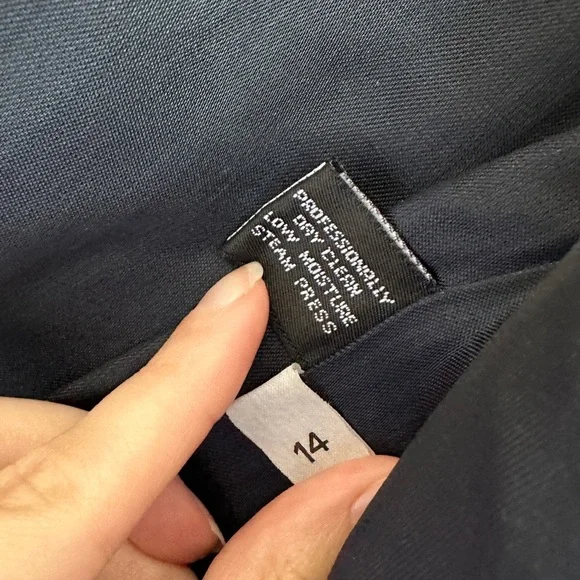 PROFESSIONALLY
DRY CLEAN
LOW MOISTURE
STEAM PRESS
14